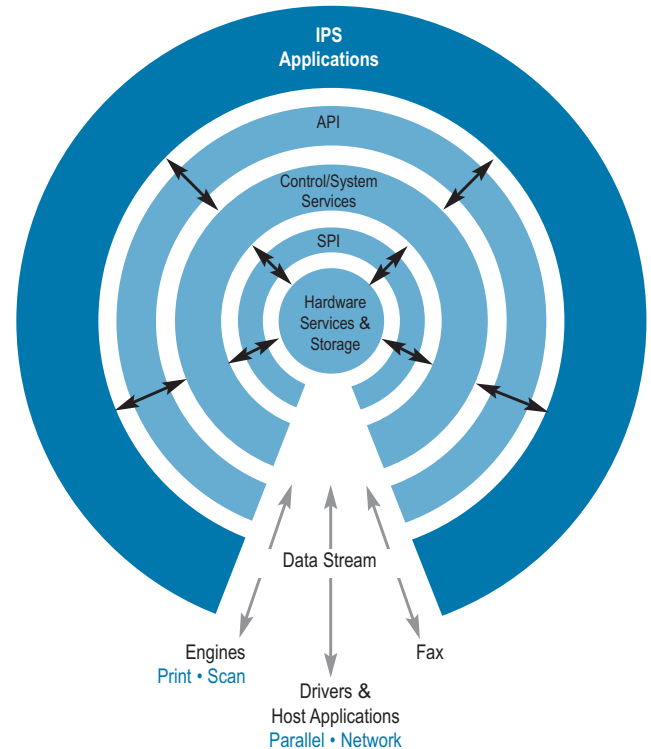 IPS
Applications
API
Control/System
Services
SPI
Hardware
Services &
Storage
Data Stream
Engines
Print • Scan
Fax
Drivers &
Host Applications
Parallel • Network